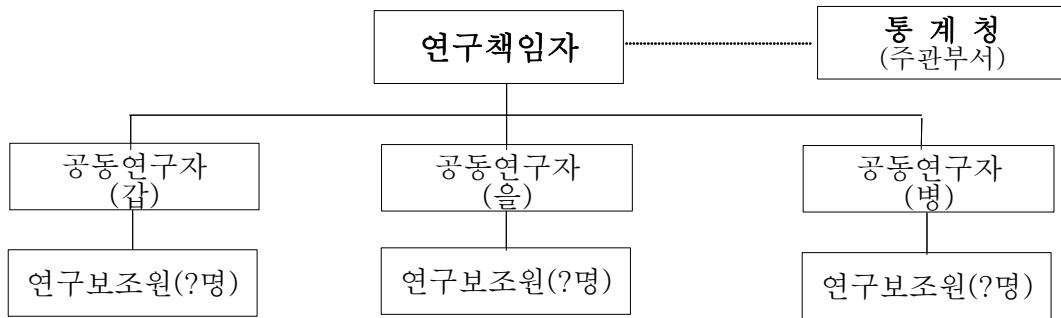 연구책임자
통 계 청
(주관부서)
공동연구자
(갑)
공동연구자
(을)
공동연구자
(병)
연구보조원(?명)
연구보조원(?명)
연구보조원(?명)